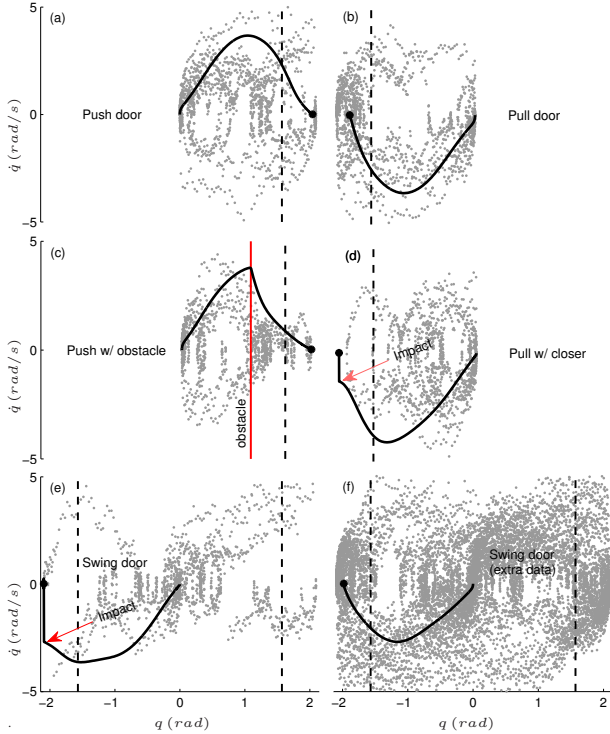 (a)
(b)
5
0
−5
q̇ (rad/s)
Push door
Pull door
(c)
(d)
5
0
−5
q̇ (rad/s)
Push w/ obstacle
obstacle
Impact
Pull w/ closer
(e)
(f)
5
0
−5
q̇ (rad/s)
Swing door
Impact
Swing door
(extra data)
−2 −1 0 1 2
−2 −1 0 1 2
q (rad)
q (rad)